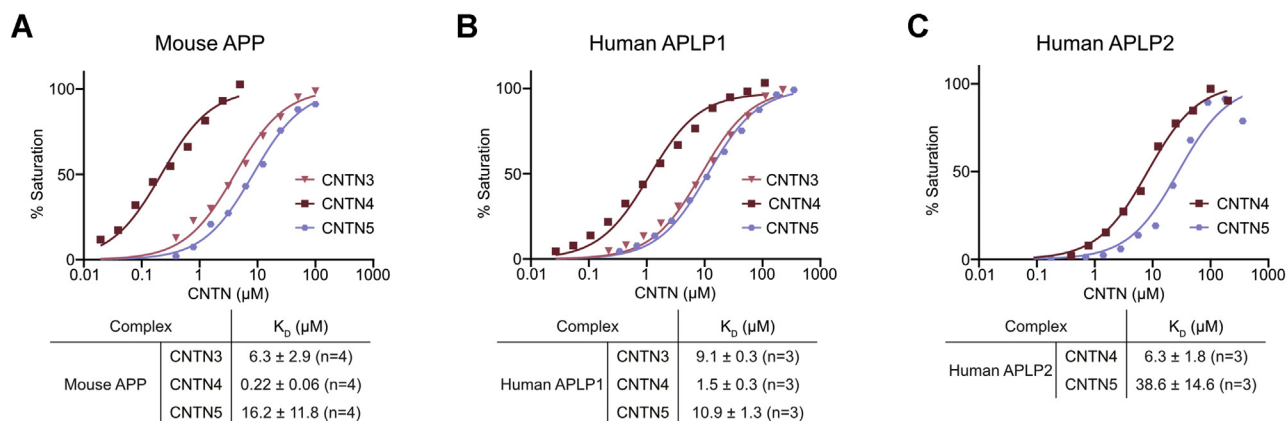 A
Mouse APP
100
50
0
% Saturation
0.01 0.1 1 10 100 1000
CNTN (µM)
CNTN3
CNTN4
CNTN5
Complex K_D (µM)
Mouse APP
CNTN3 6.3 ± 2.9 (n=4)
CNTN4 0.22 ± 0.06 (n=4)
CNTN5 16.2 ± 11.8 (n=4)
B
Human APLP1
100
50
0
% Saturation
0.01 0.1 1 10 100 1000
CNTN (µM)
CNTN3
CNTN4
CNTN5
Complex K_D (µM)
Human APLP1
CNTN3 9.1 ± 0.3 (n=3)
CNTN4 1.5 ± 0.3 (n=3)
CNTN5 10.9 ± 1.3 (n=3)
C
Human APLP2
100
50
0
% Saturation
0.01 0.1 1 10 100 1000
CNTN (µM)
CNTN4
CNTN5
Complex K_D (µM)
Human APLP2
CNTN4 6.3 ± 1.8 (n=3)
CNTN5 38.6 ± 14.6 (n=3)